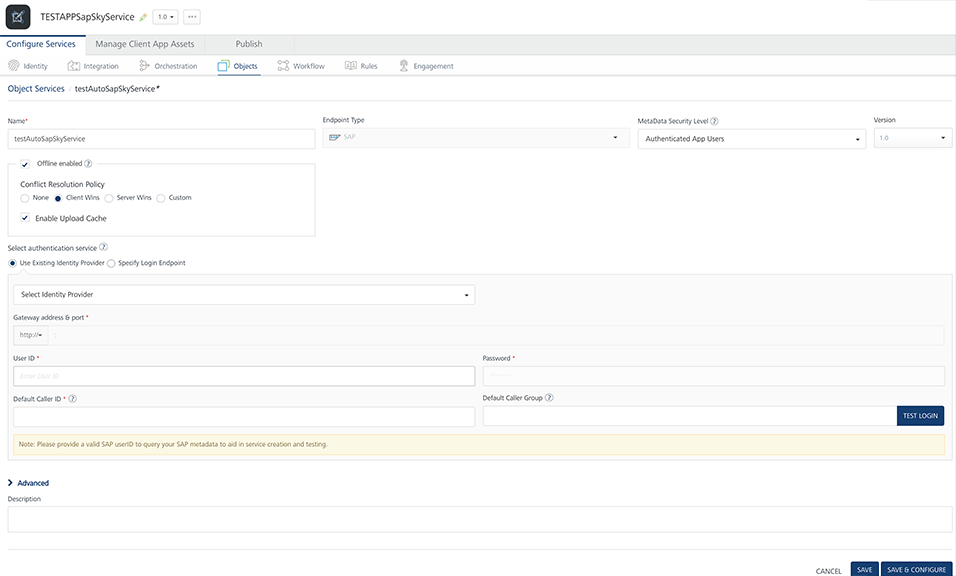 TESTAPPSapSkyService 1.0
Configure Services Manage Client App Assets Publish
Identity Integration Orchestration Objects Workflow Rules Engagement
Object Services testAutoSapSkyService*
Name* Endpoint Type MetaData Security Level ? Version
testAutoSapSkyService SAP Authenticated App Users 1.0
Offline enabled ?
Conflict Resolution Policy
None Client Wins Server Wins Custom
Enable Upload Cache
Select authentication service ?
Use Existing Identity Provider Specify Login Endpoint
Select Identity Provider
Gateway address & port *
http:// :
User ID * Password *
Enter User ID
Default Caller ID * ? Default Caller Group ?
TEST LOGIN
Note: Please provide a valid SAP userID to query your SAP metadata to aid in service creation and testing.
Advanced
Description
CANCEL SAVE SAVE & CONFIGURE